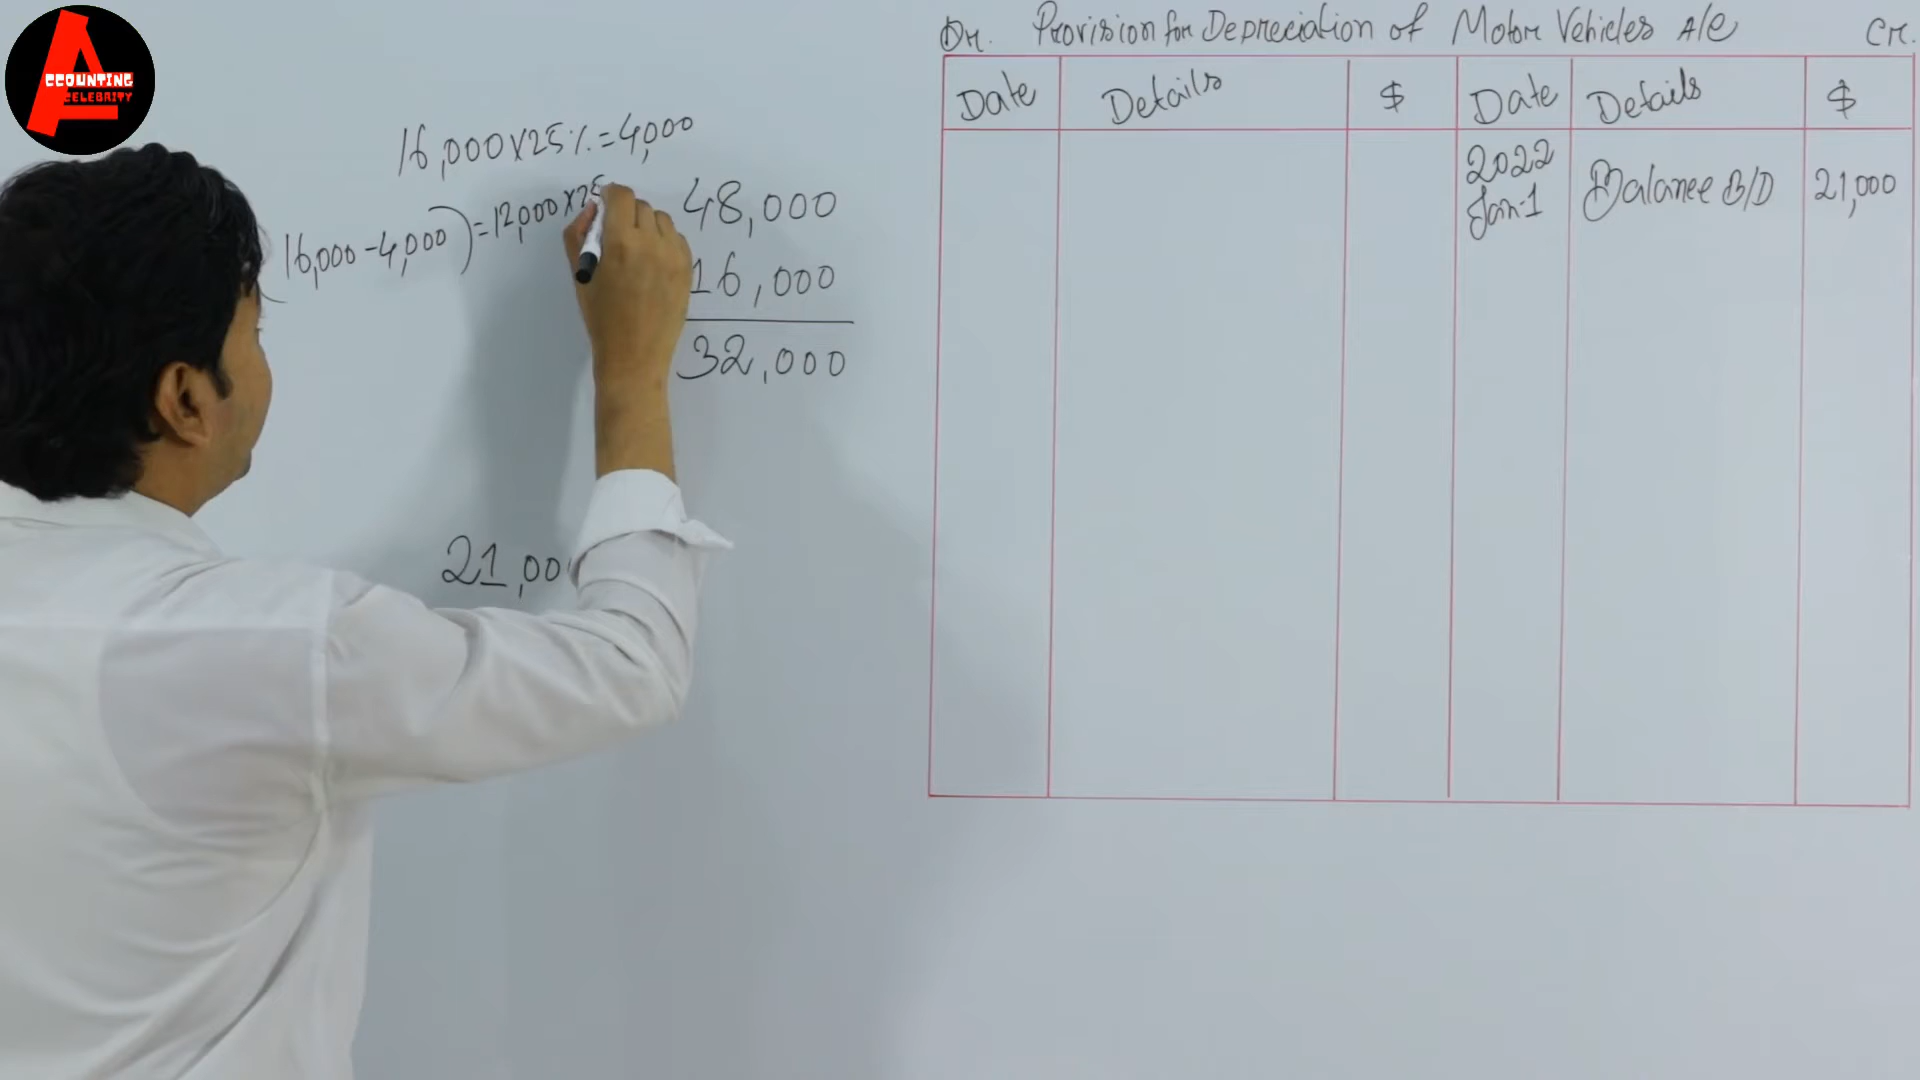 ACCOUNTING
CELEBRITY
16,000 x 25% = 4,000
(16,000 - 4,000) = 12,000 x 25
48,000
16,000
32,000
21,00
Dr. Provision for Depreciation of Motor Vehicles A/c Cr.
Date Details $ Date Details $
2022
Jan-1 Balance B/D 21,000